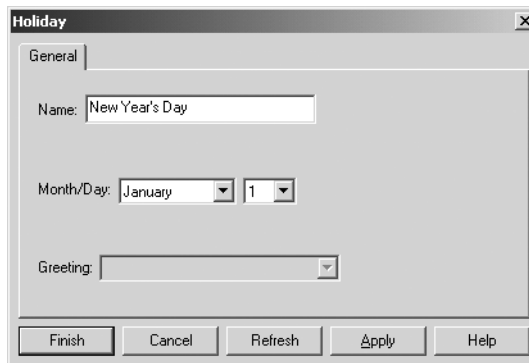 Holiday
General
Name: New Year's Day
Month/Day: January 1
Greeting:
Finish Cancel Refresh Apply Help